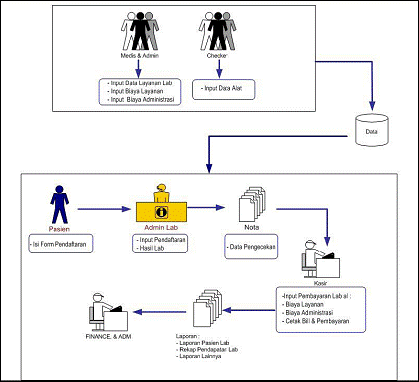 Medis & Admin
Checker
- Input Data Layanan Lab
- Input Biaya Layanan
- Input Biaya Administrasi
- Input Data Alat
Data
Pasien
Admin Lab
Nota
- Isi Form Pendaftaran
- Input Pendaftaran
- Hasil Lab
- Data Pengecekan
Kasir
-Input Pembayaran Lab al :
- Biaya Layanan
- Biaya Administrasi
- Cetak Bill & Pembayaran
FINANCE, & ADM
Laporan :
- Laporan Pasien Lab
- Rekap Pendapatar Lab
- Laporan Lainnya